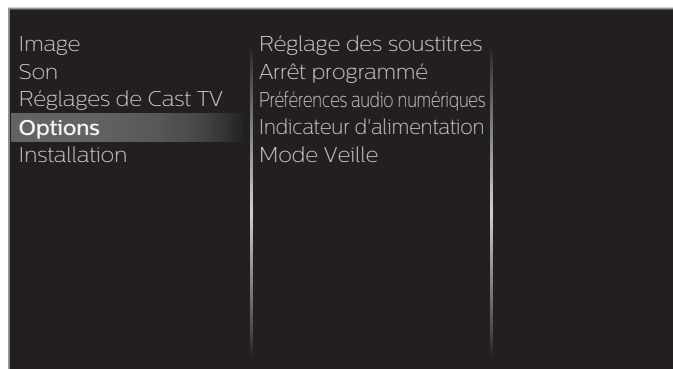 Image
Son
Réglages de Cast TV
Options
Installation
Réglage des soustitres
Arrêt programmé
Préférences audio numériques
Indicateur d'alimentation
Mode Veille